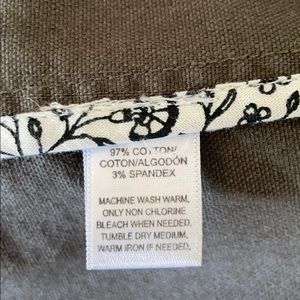 97% COTTON/
COTON/ALGODÓN
3% SPANDEX
MACHINE WASH WARM,
ONLY NON CHLORINE
BLEACH WHEN NEEDED,
TUMBLE DRY MEDIUM,
WARM IRON IF NEEDED.